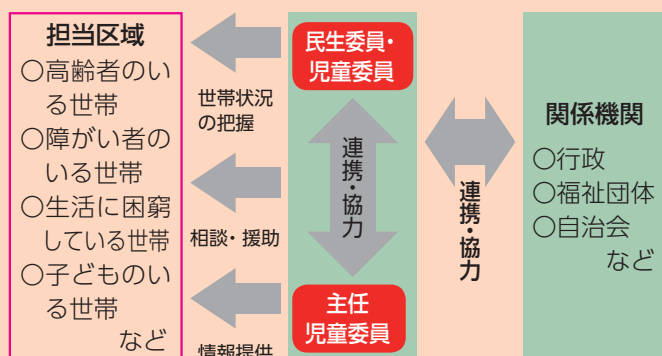 担当区域
○高齢者のい
る世帯
○障がい者の
いる世帯
○生活に困窮
している世帯
○子どものい
る世帯
など
世帯状況
の把握
相談・援助
情報提供
民生委員・
児童委員
連携・協力
主任
児童委員
連携・協力
関係機関
○行政
○福祉団体
○自治会
など